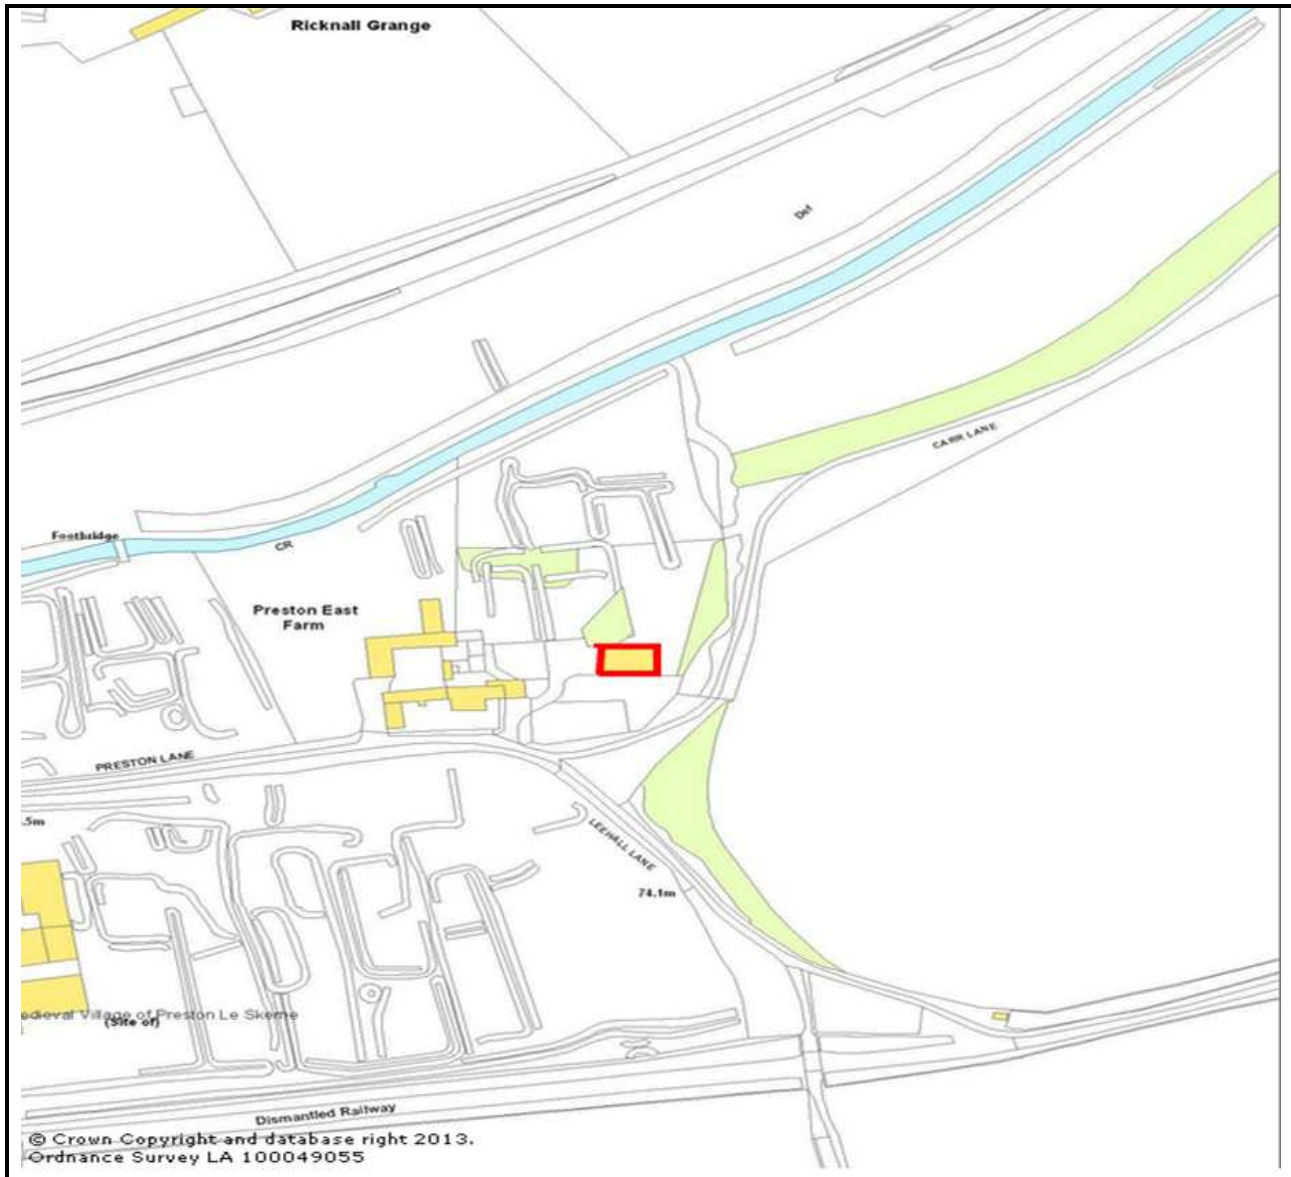 Ricknall Grange
Def
CARR LANE
Footbridge
CR
Preston East
Farm
PRESTON LANE
.5m
LEEHALL LANE
74.1m
edieval Village of Preston Le Skerne
(Site of)
Dismantled Railway
© Crown Copyright and database right 2013.
Ordnance Survey LA 100049055